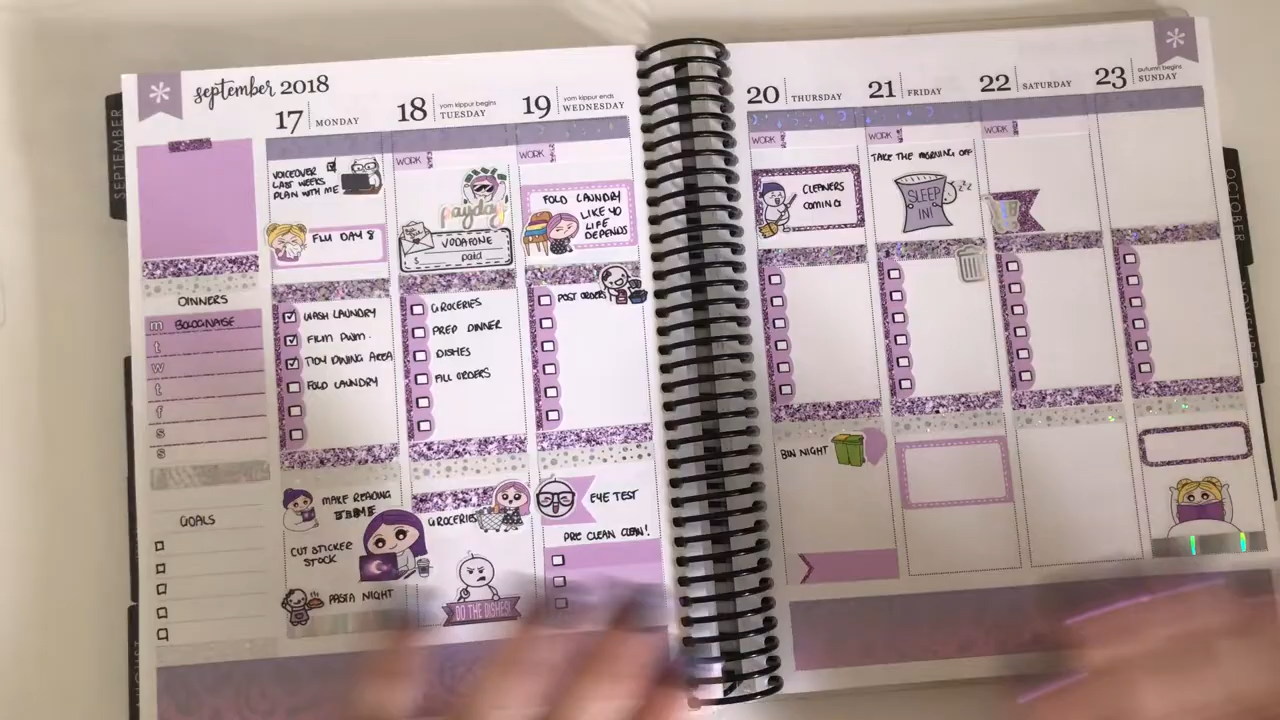 september 2018
17 MONDAY
18 yom kippur begins TUESDAY
19 yom kippur ends WEDNESDAY
20 THURSDAY
21 FRIDAY
22 SATURDAY
23 autumn begins SUNDAY
SEPTEMBER
OCTOBER
NOVEMBER
AUGUST
DINNERS
m BOLOGNAISE
t
w
t
f
s
s
GOALS
VOICEOVER
LAST WEEKS
PLAN WITH ME
FLU DAY 8
WASH LAUNDRY
FILM PWM.
TIDY DINING AREA
FOLD LAUNDRY
MAKE READING
TIME
CUT STICKER
STOCK
PASTA NIGHT
WORK
payday
VODAFONE
$ paid
GROCERIES
PREP DINNER
DISHES
FILL ORDERS
GROCERIES
DO THE DISHES!
WORK
FOLD LAUNDRY
LIKE YO
LIFE
DEPENDS
POST ORDERS
EYE TEST
PRE CLEAN CLEAN!
WORK
CLEANERS
COMING
BIN NIGHT
WORK
TAKE THE MORNING OFF
SLEEP
IN!
WORK